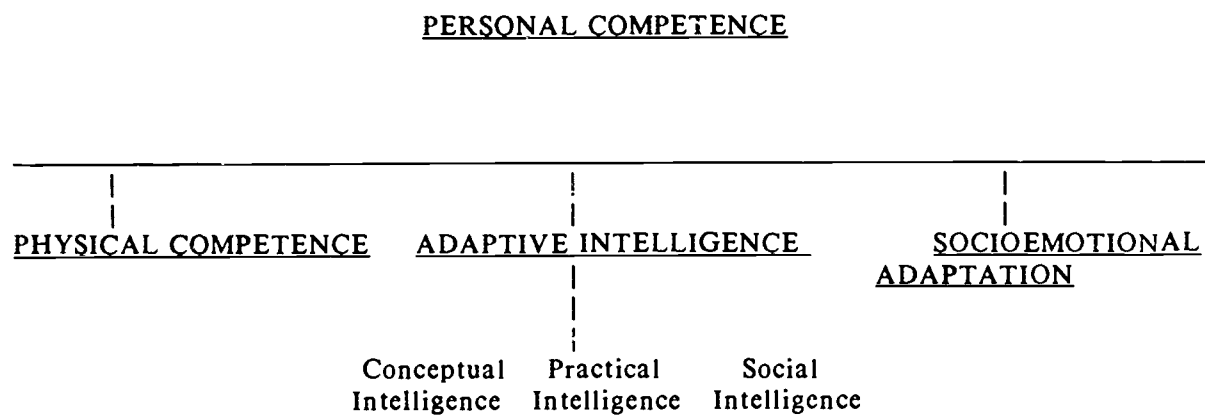 PERSONAL COMPETENCE
PHYSICAL COMPETENCE ADAPTIVE INTELLIGENCE SOCIOEMOTIONAL
ADAPTATION
Conceptual Practical Social
Intelligence Intelligence Intelligence